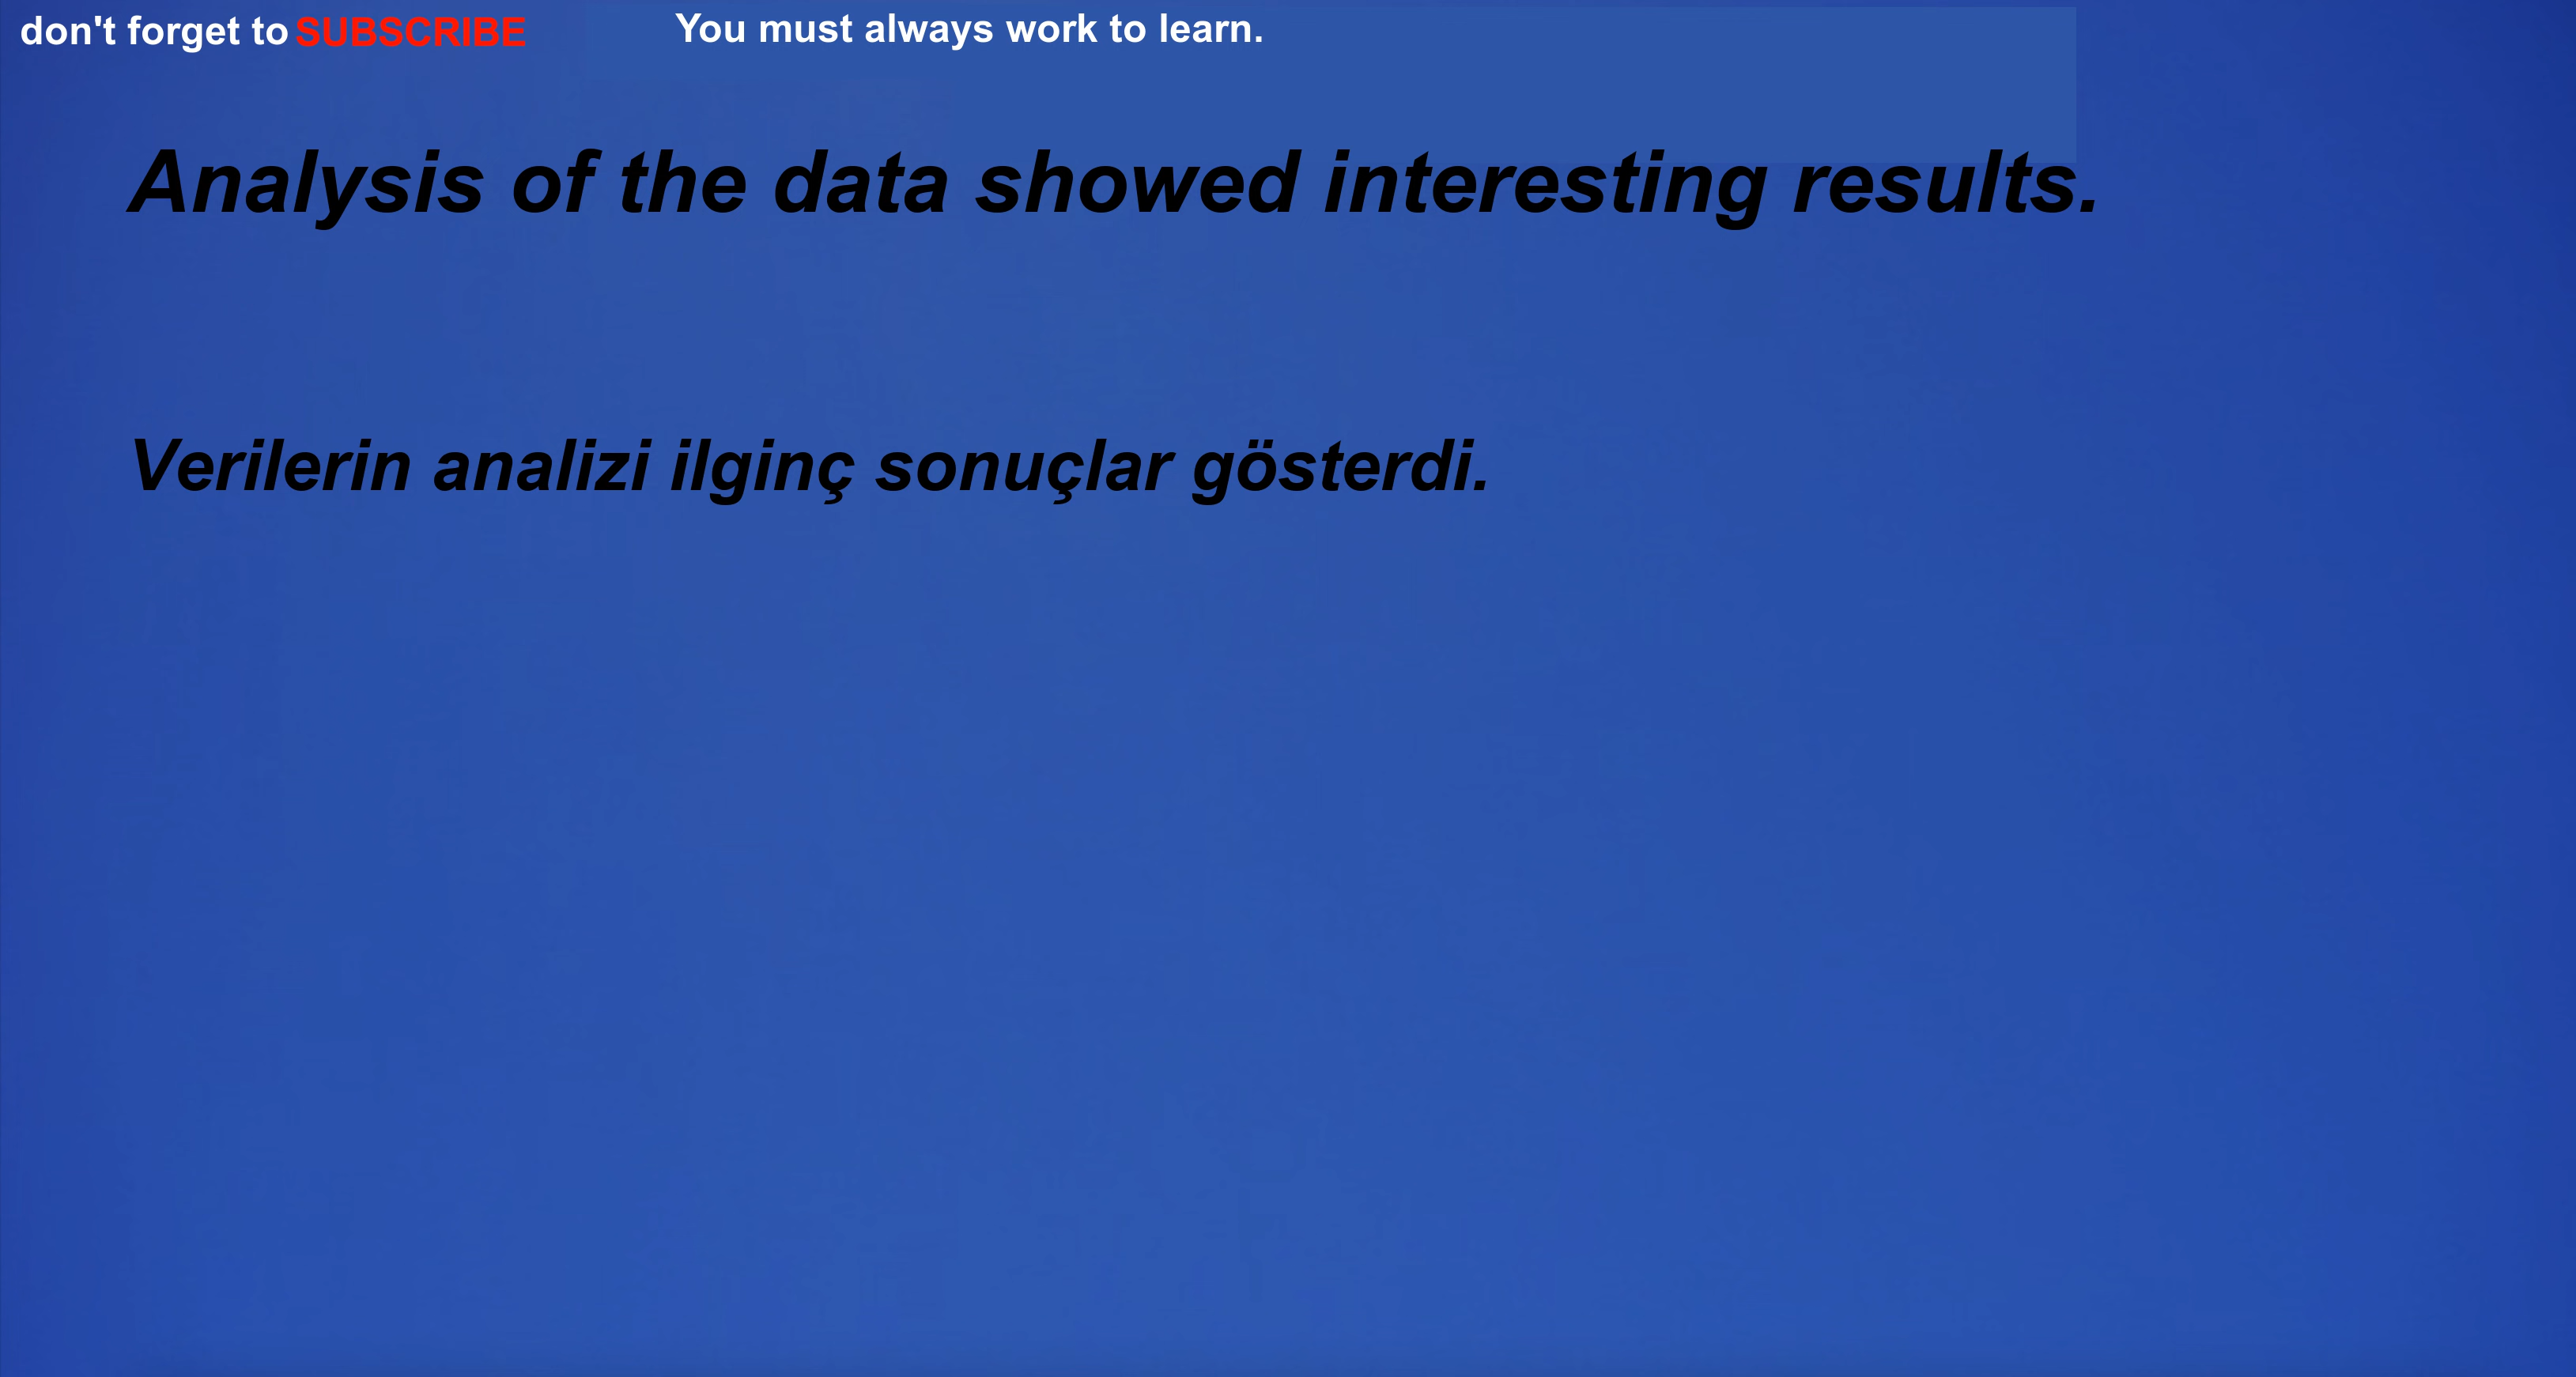 don't forget to SUBSCRIBE You must always work to learn.
Analysis of the data showed interesting results.
Verilerin analizi ilginç sonuçlar gösterdi.